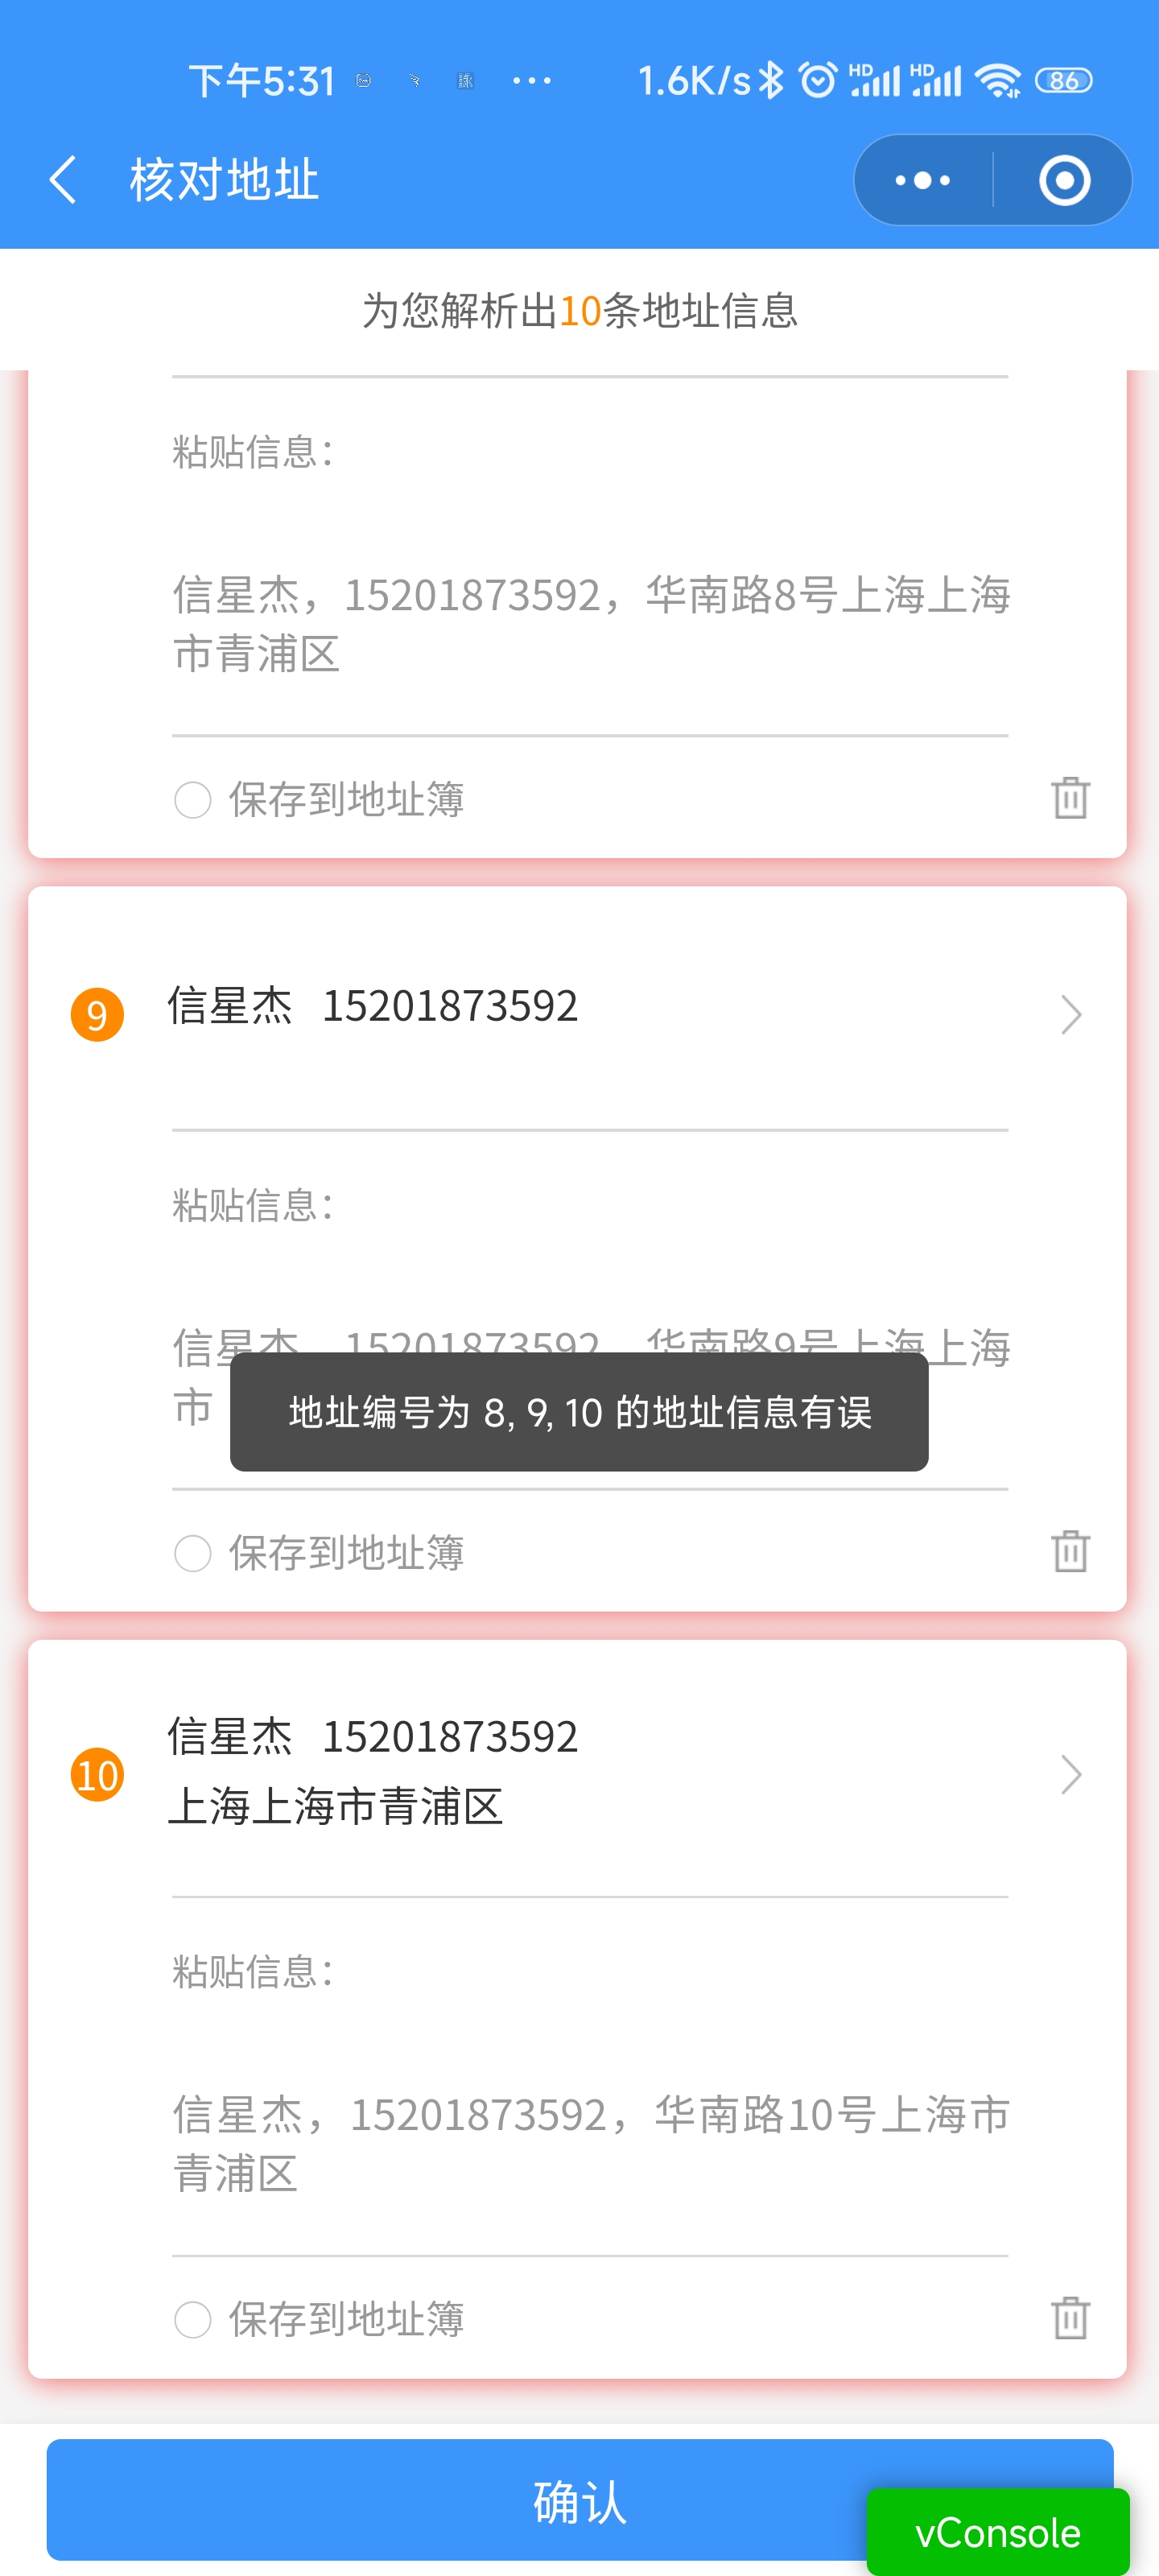 下午5:31
1.6K/s
HD HD
86
核对地址
为您解析出10条地址信息
粘贴信息：
信星杰，15201873592，华南路8号上海上海
市青浦区
保存到地址簿
9
信星杰 15201873592
粘贴信息：
信星杰，15201873592，华南路9号上海上海
市
地址编号为 8, 9, 10 的地址信息有误
保存到地址簿
10
信星杰 15201873592
上海上海市青浦区
粘贴信息：
信星杰，15201873592，华南路10号上海市
青浦区
保存到地址簿
确认
vConsole